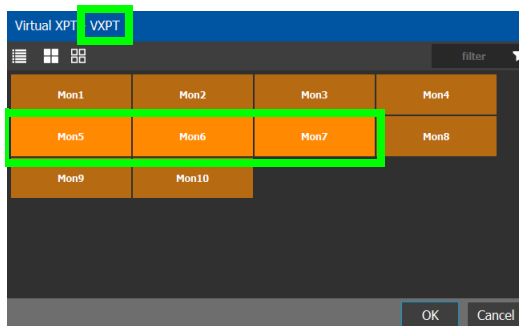 Virtual XPT VXPT
filter
Mon1 Mon2 Mon3 Mon4
Mon5 Mon6 Mon7 Mon8
Mon9 Mon10
OK Cancel